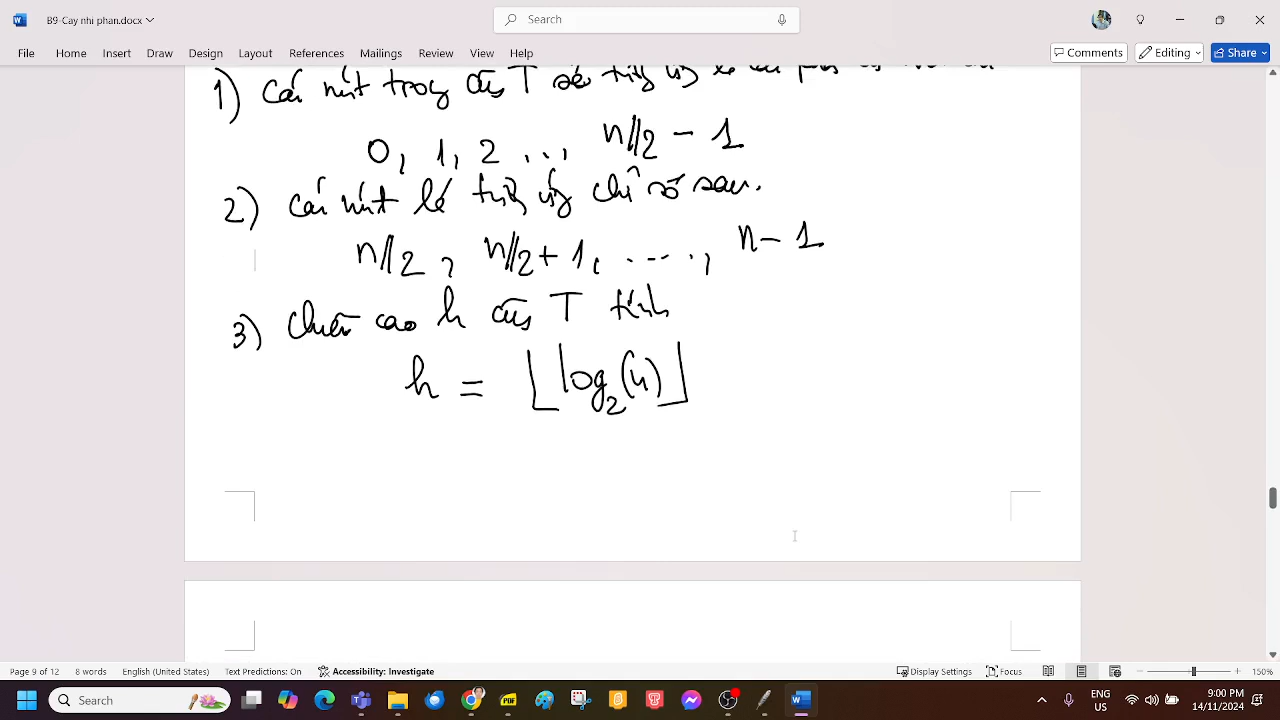 B9-Cay nhi phan.docx
Search
File Home Insert Draw Design Layout References Mailings Review View Help
Comments Editing Share
1) Các nút trong của T sẽ
0, 1, 2 ..., n//2 - 1
2) Các nút lá tương ứng chỉ số sau.
n//2, n//2 + 1, ....., n - 1
3) Chiều cao h của T tính
h = ⌊log₂(n)⌋
Page 9 of 12 8 words English (United States) Text Predictions: On Accessibility: Investigate Display Settings Focus 150%
Search PDF ENG US 9:00 PM 14/11/2024